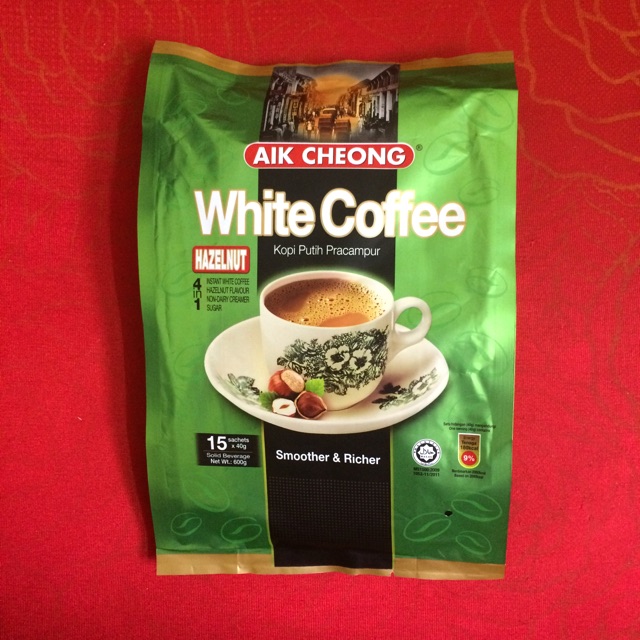 AIK CHEONG®
White Coffee
Kopi Putih Pracampur
HAZELNUT
4 in 1
INSTANT WHITE COFFEE
HAZELNUT FLAVOUR
NON-DAIRY CREAMER
SUGAR
15 sachets x 40g
Solid Beverage
Net Wt.: 600g
Smoother & Richer
9%